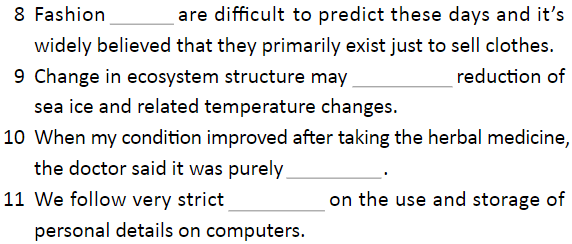 8 Fashion ______ are difficult to predict these days and it's
widely believed that they primarily exist just to sell clothes.
9 Change in ecosystem structure may __________ reduction of
sea ice and related temperature changes.
10 When my condition improved after taking the herbal medicine,
the doctor said it was purely __________.
11 We follow very strict __________ on the use and storage of
personal details on computers.